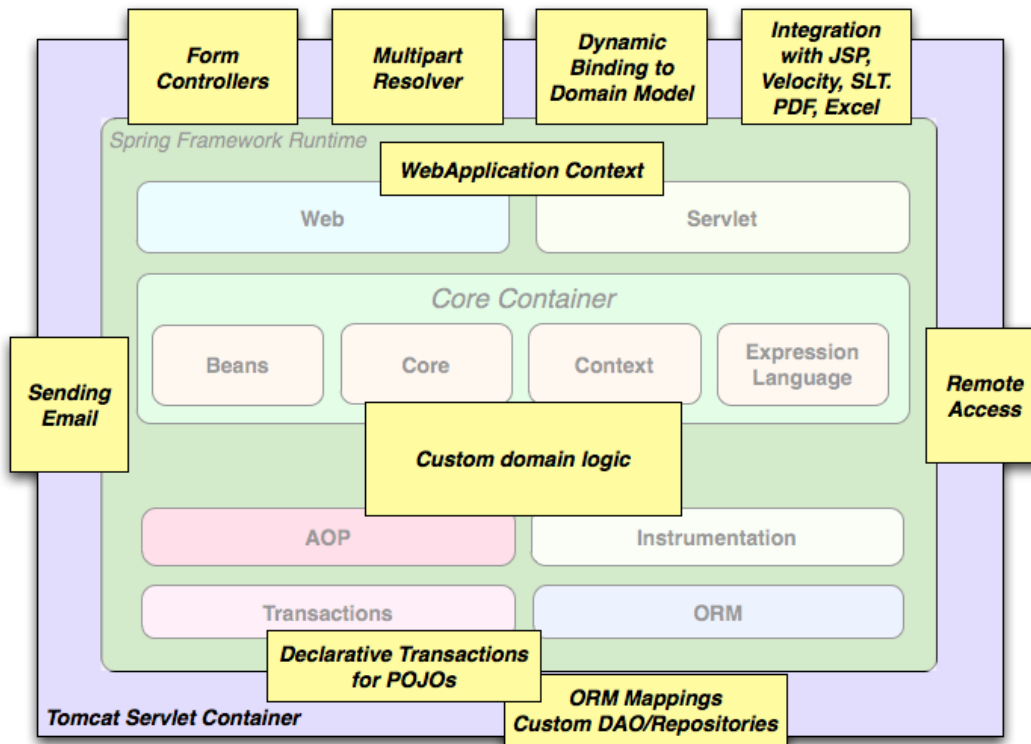 Form
Controllers
Multipart
Resolver
Dynamic
Binding to
Domain Model
Integration
with JSP,
Velocity, SLT.
PDF, Excel
Spring Framework Runtime
WebApplication Context
Web
Servlet
Core Container
Beans
Core
Context
Expression
Language
Sending
Email
Remote
Access
Custom domain logic
AOP
Instrumentation
Transactions
ORM
Declarative Transactions
for POJOs
ORM Mappings
Custom DAO/Repositories
Tomcat Servlet Container